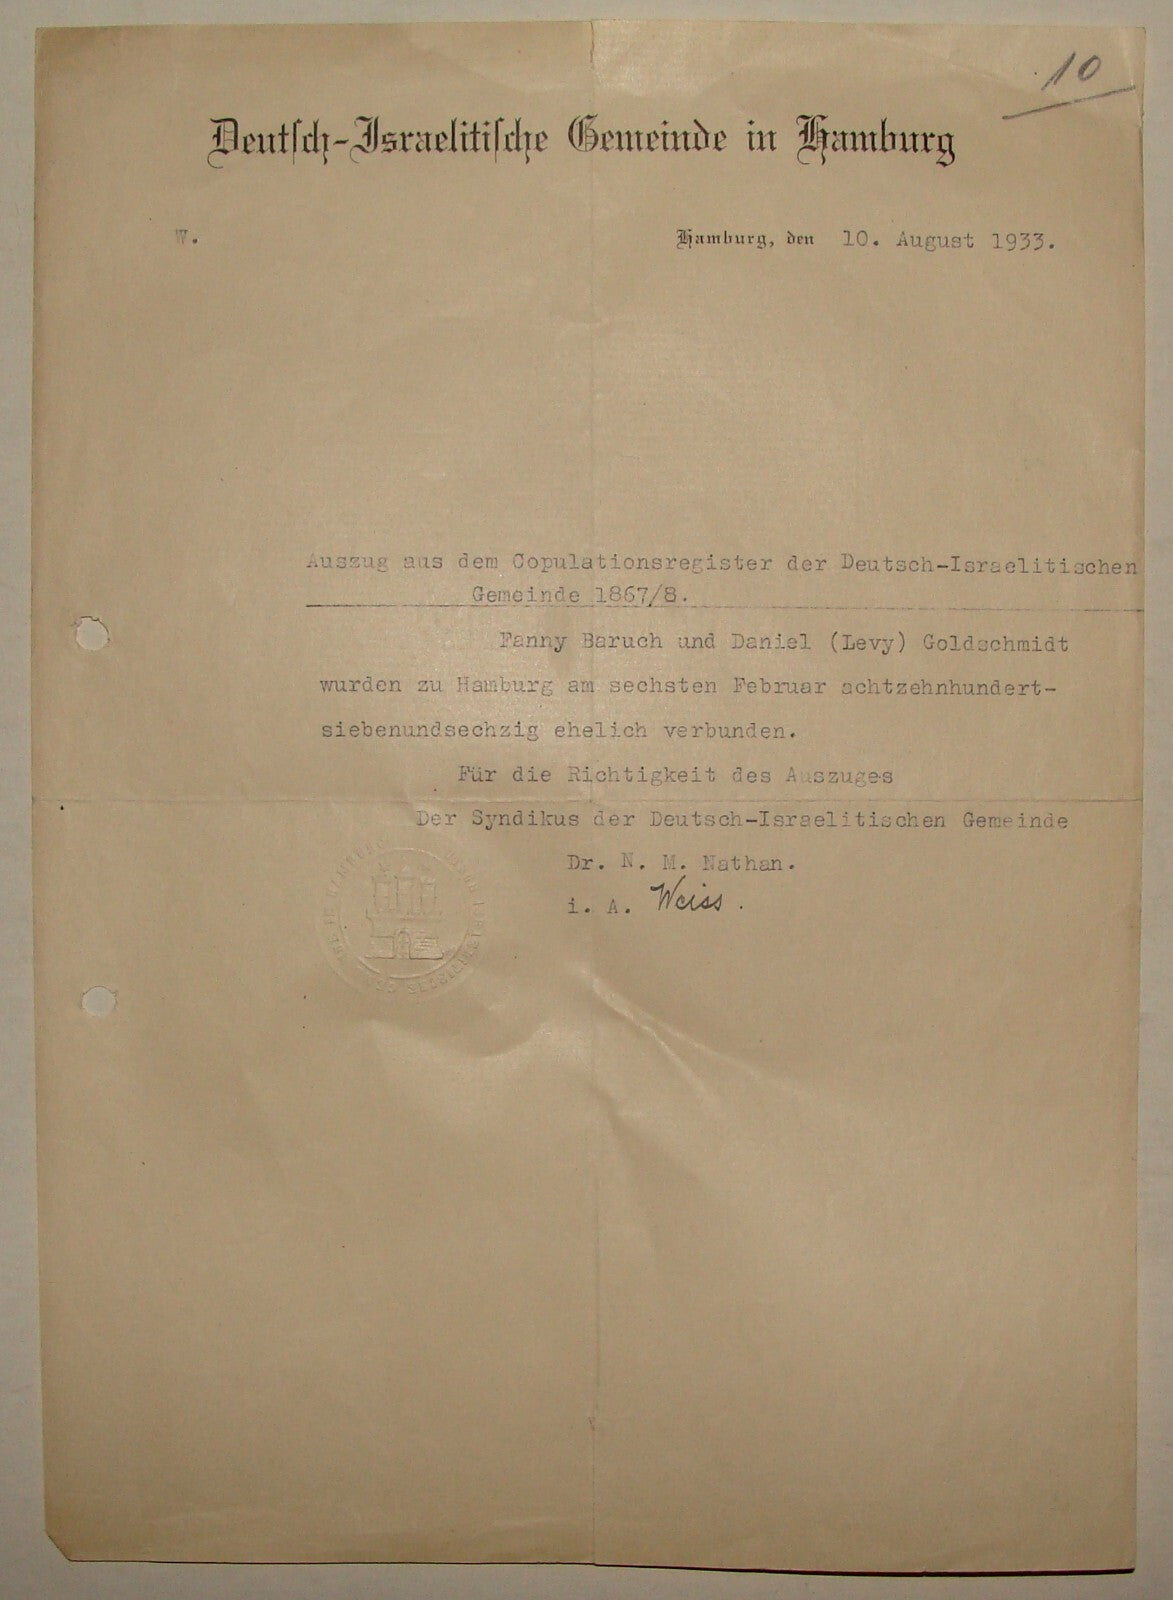 10
Deutsch-Israelitische Gemeinde in Hamburg
W.
Hamburg, den 10. August 1933.
Auszug aus dem Copulationsregister der Deutsch-Israelitischen
Gemeinde 1867/8.
Fanny Baruch und Daniel (Levy) Goldschmidt
wurden zu Hamburg am sechsten Februar achtzehnhundert-
siebenundsechzig ehelich verbunden.
Für die Richtigkeit des Auszuges
Der Syndikus der Deutsch-Israelitischen Gemeinde
Dr. N. M. Nathan.
i. A. Weiss.